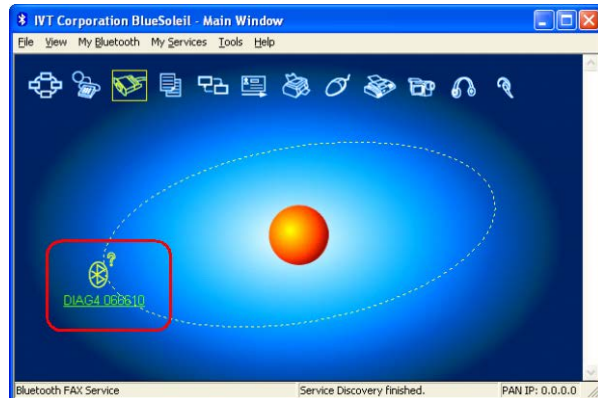 IVT Corporation BlueSoleil - Main Window
File View My Bluetooth My Services Tools Help
DIAG4 066610
Bluetooth FAX Service Service Discovery finished. PAN IP: 0.0.0.0